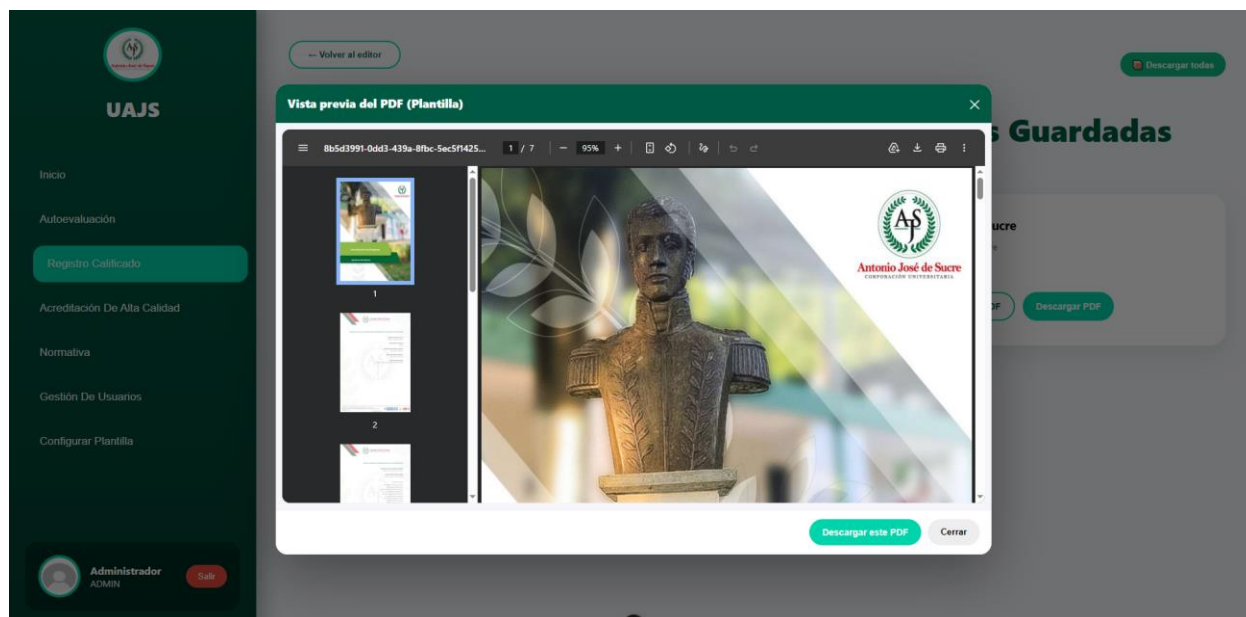 UAJS
Inicio
Autoevaluación
Registro Calificado
Acreditación De Alta Calidad
Normativa
Gestión De Usuarios
Configurar Plantilla
Administrador
ADMIN
Salir
← Volver al editor
Descargar todas
s Guardadas
Vista previa del PDF (Plantilla)
8b5d3991-0dd3-439a-8fbc-5ec5f1425...
1 / 7
95%
1
2
AJS
Antonio José de Sucre
CORPORACIÓN UNIVERSITARIA
ucre
e
DF
Descargar PDF
Descargar este PDF
Cerrar